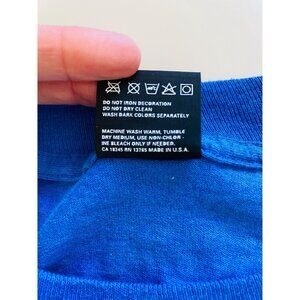 DO NOT IRON DECORATION
DO NOT DRY CLEAN
WASH DARK COLORS SEPARATELY
MACHINE WASH WARM, TUMBLE
DRY MEDIUM, USE NON-CHLOR-
INE BLEACH ONLY IF NEEDED.
CA 18345 RN 13765 MADE IN U.S.A.